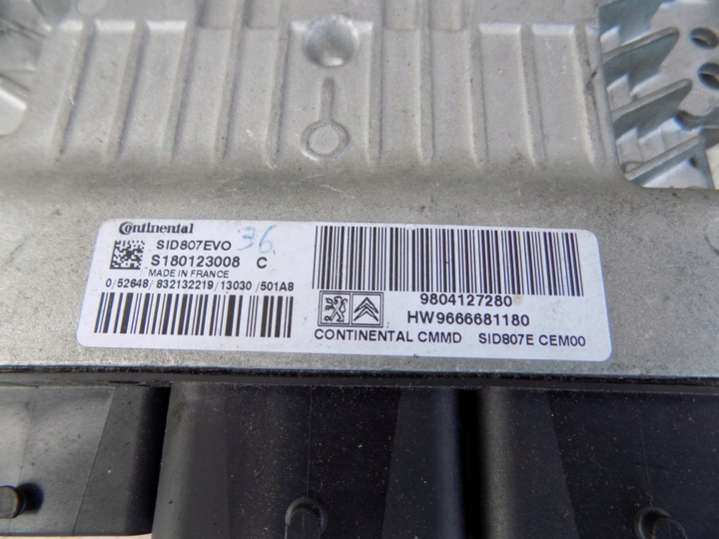 Continental
SID807EVO 36
S180123008 C
MADE IN FRANCE
0/52648/832132219/13030/501A8
9804127280
HW9666681180
CONTINENTAL CMMD SID807E CEM00